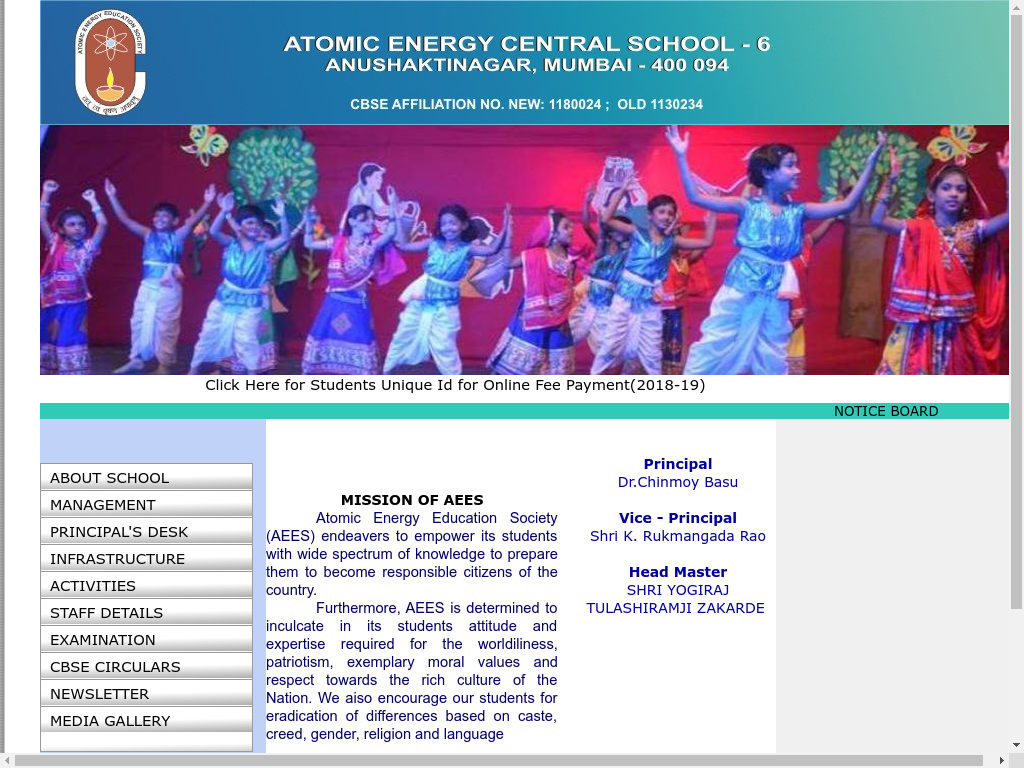 ATOMIC ENERGY EDUCATION SOCIETY
ATOMIC ENERGY CENTRAL SCHOOL - 6
ANUSHAKTINAGAR, MUMBAI - 400 094
CBSE AFFILIATION NO. NEW: 1180024 ; OLD 1130234
Click Here for Students Unique Id for Online Fee Payment(2018-19)
NOTICE BOARD
ABOUT SCHOOL
MANAGEMENT
PRINCIPAL'S DESK
INFRASTRUCTURE
ACTIVITIES
STAFF DETAILS
EXAMINATION
CBSE CIRCULARS
NEWSLETTER
MEDIA GALLERY
MISSION OF AEES
Atomic Energy Education Society
(AEES) endeavers to empower its students
with wide spectrum of knowledge to prepare
them to become responsible citizens of the
country.
Furthermore, AEES is determined to
inculcate in its students attitude and
expertise required for the worldiliness,
patriotism, exemplary moral values and
respect towards the rich culture of the
Nation. We aiso encourage our students for
eradication of differences based on caste,
creed, gender, religion and language
Principal
Dr.Chinmoy Basu
Vice - Principal
Shri K. Rukmangada Rao
Head Master
SHRI YOGIRAJ
TULASHIRAMJI ZAKARDE